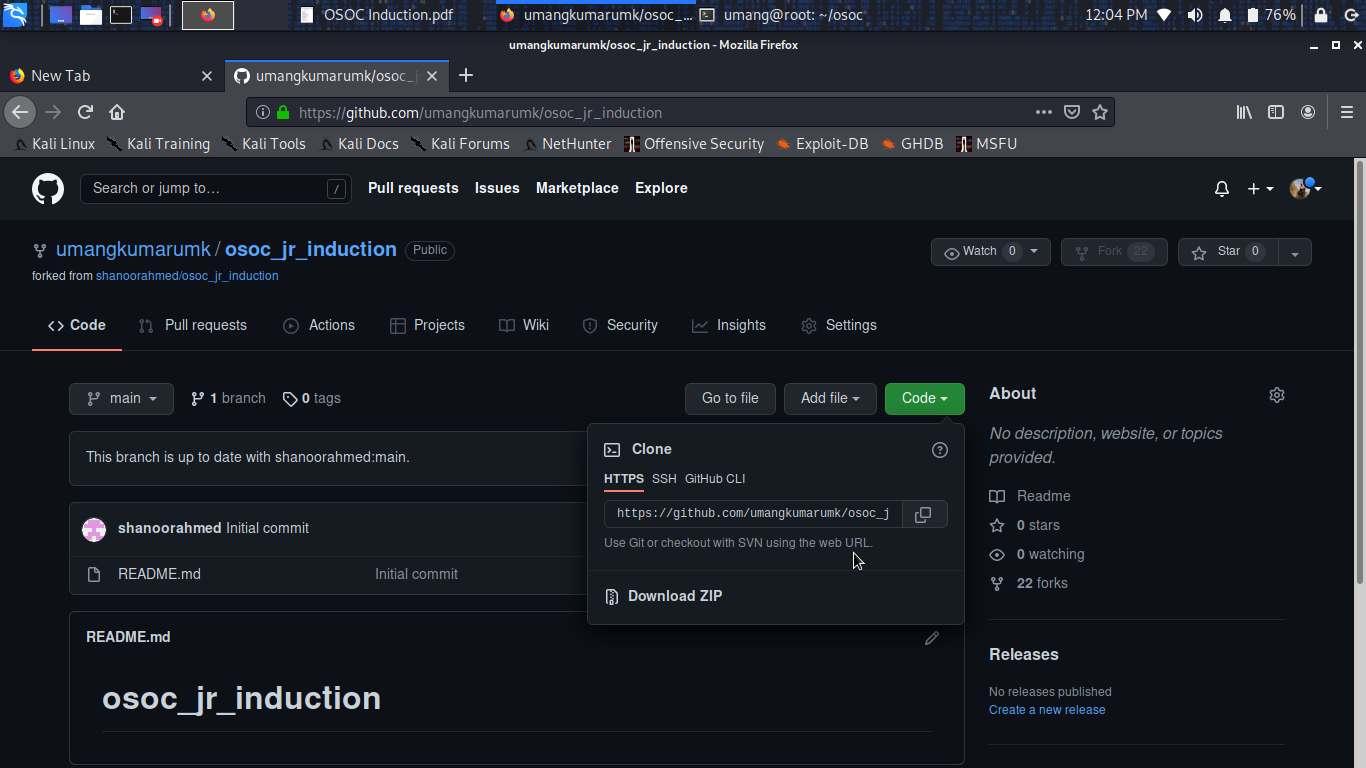 OSOC Induction.pdf
umangkumarumk/osoc_...
umang@root: ~/osoc
12:04 PM
76%
umangkumarumk/osoc_jr_induction - Mozilla Firefox
New Tab
umangkumarumk/osoc_j
https://github.com/umangkumarumk/osoc_jr_induction
Kali Linux
Kali Training
Kali Tools
Kali Docs
Kali Forums
NetHunter
Offensive Security
Exploit-DB
GHDB
MSFU
Search or jump to…
/
Pull requests
Issues
Marketplace
Explore
umangkumarumk / osoc_jr_induction
Public
Watch 0
Fork 22
Star 0
forked from shanoorahmed/osoc_jr_induction
Code
Pull requests
Actions
Projects
Wiki
Security
Insights
Settings
main
1 branch
0 tags
Go to file
Add file
Code
This branch is up to date with shanoorahmed:main.
shanoorahmed Initial commit
README.md
Initial commit
Clone
HTTPS
SSH
GitHub CLI
https://github.com/umangkumarumk/osoc_j
Use Git or checkout with SVN using the web URL.
Download ZIP
README.md
osoc_jr_induction
About
No description, website, or topics
provided.
Readme
0 stars
0 watching
22 forks
Releases
No releases published
Create a new release